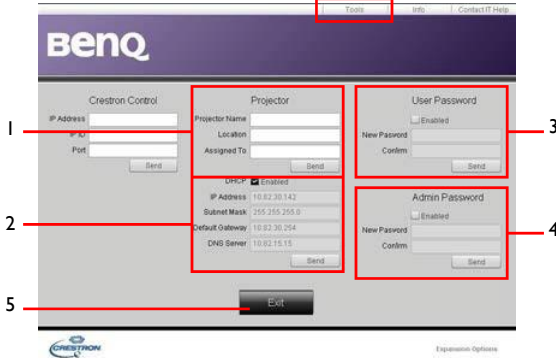 Tools Info Contact IT Help
BenQ
Crestron Control
IP Address
IP ID
Port
Send
1
Projector
Projector Name
Location
Assigned To
Send
User Password
Enabled
New Pasword
Confirm
Send
3
2
DHCP Enabled
IP Address 10.82.30.142
Subnet Mask 255.255.255.0
Default Gateway 10.82.30.254
DNS Server 10.82.15.15
Send
Admin Password
Enabled
New Pasword
Confirm
Send
4
5
Exit
CRESTRON
Expansion Options